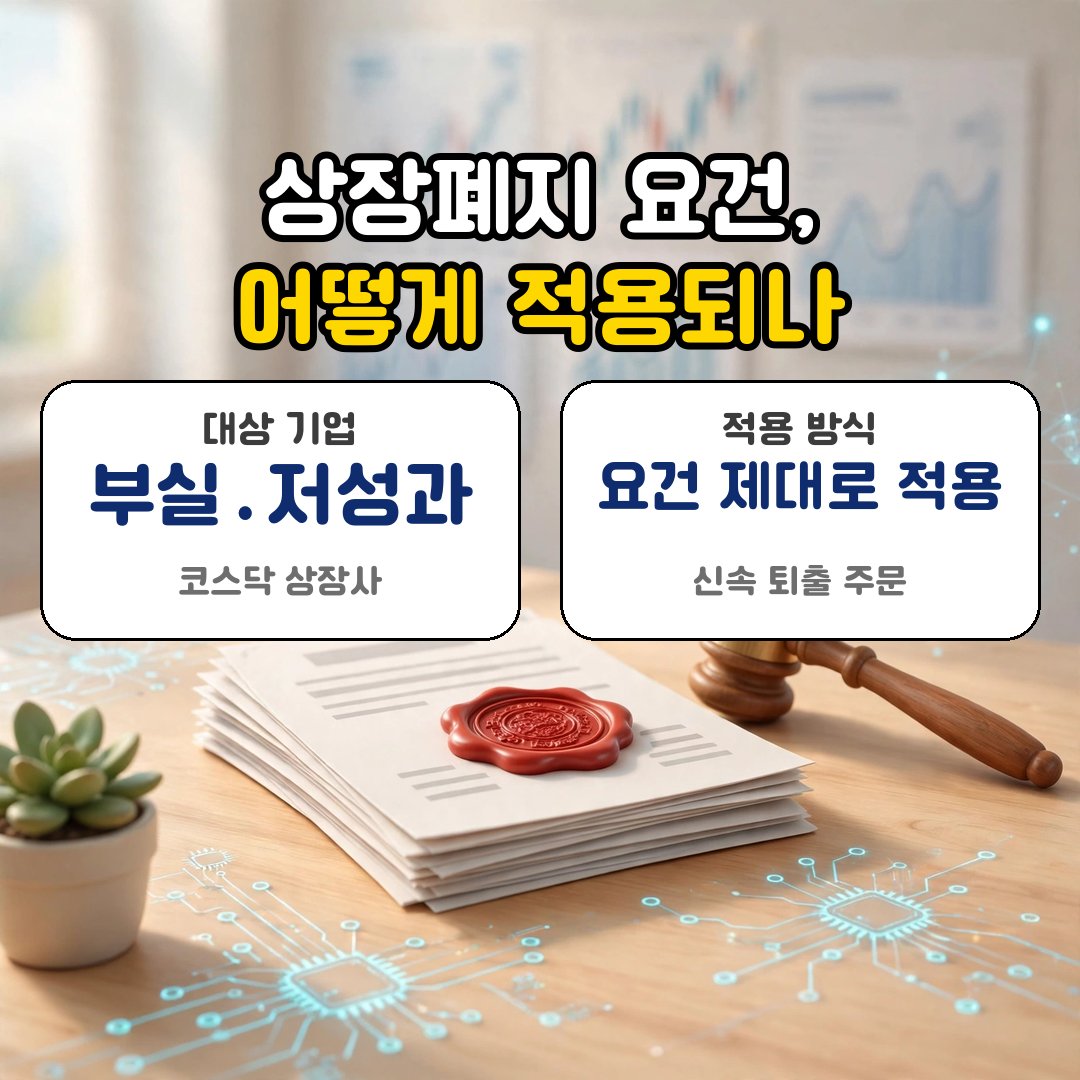 상장폐지 요건,
어떻게 적용되나
대상 기업
부실.저성과
코스닥 상장사
적용 방식
요건 제대로 적용
신속 퇴출 주문